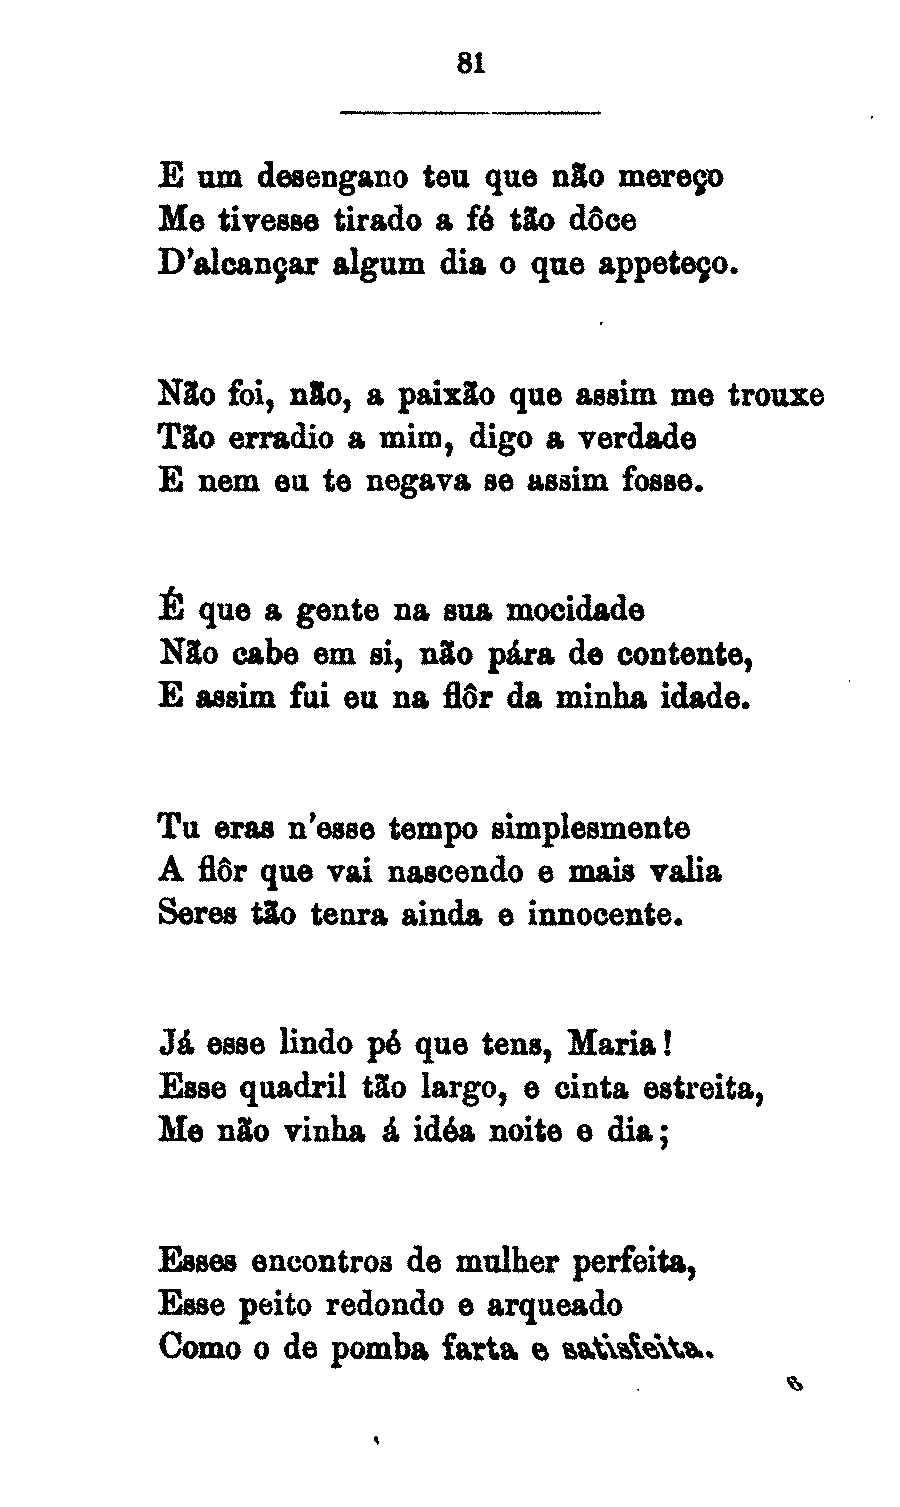 81
E um desengano teu que não mereço
Me tivesse tirado a fé tão dôce
D'alcançar algum dia o que appeteço.
Não foi, não, a paixão que assim me trouxe
Tão erradio a mim, digo a verdade
E nem eu te negava se assim fosse.
É que a gente na sua mocidade
Não cabe em si, não pára de contente,
E assim fui eu na flôr da minha idade.
Tu eras n'esse tempo simplesmente
A flôr que vai nascendo e mais valia
Seres tão tenra ainda e innocente.
Já esse lindo pé que tens, Maria!
Esse quadril tão largo, e cinta estreita,
Me não vinha á idéa noite e dia;
Esses encontros de mulher perfeita,
Esse peito redondo e arqueado
Como o de pomba farta e satisfeita.
6